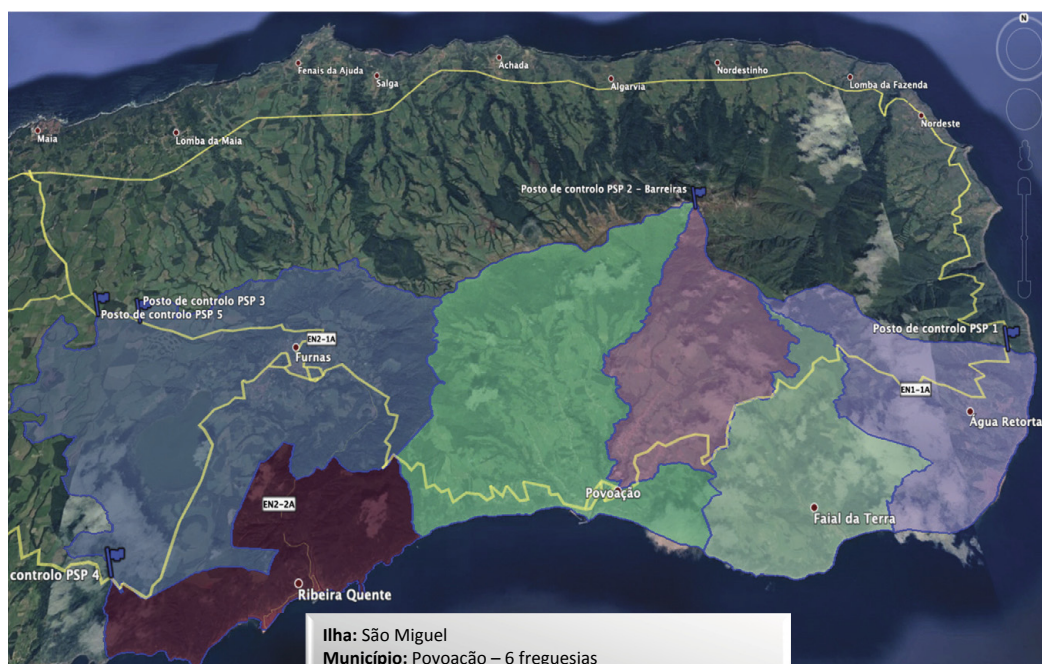 N
Fenais da Ajuda
Achada
Nordestinho
Salga
Algarvia
Lomba da Fazenda
Nordeste
Maia
Lomba da Maia
Posto de controlo PSP 2 - Barreiras
Posto de controlo PSP 3
Posto de controlo PSP 5
Posto de controlo PSP 1
EN2-1A
Furnas
EN1-1A
Água Retorta
EN2-2A
Povoação
Faial da Terra
controlo PSP 4
Ribeira Quente
Ilha: São Miguel
Município: Povoação – 6 freguesias